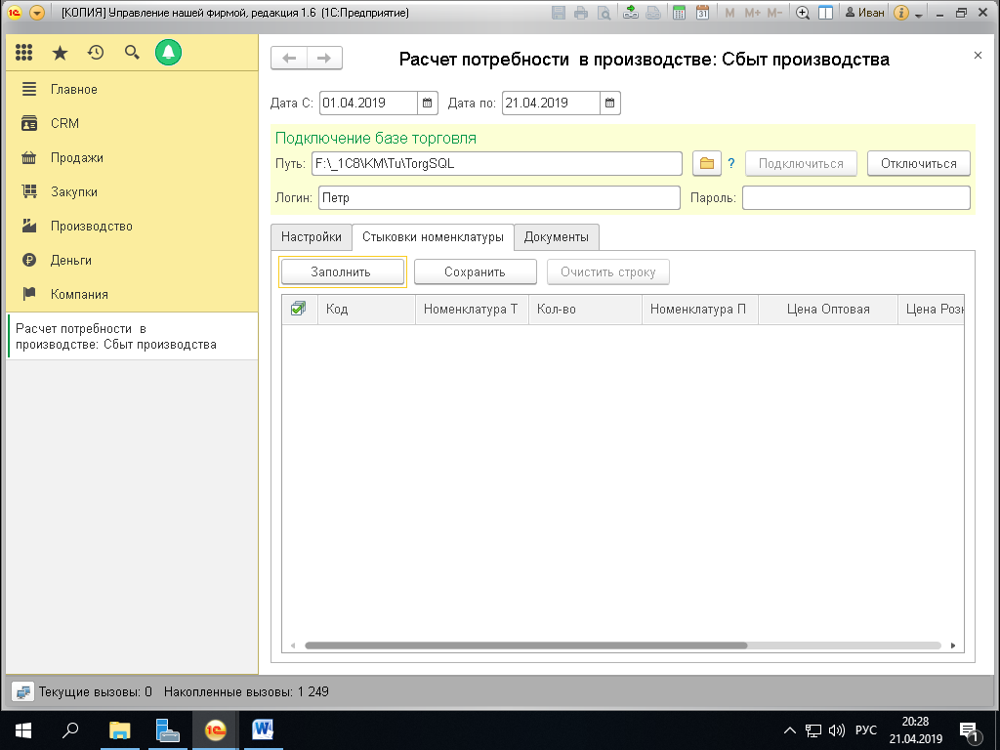 [КОПИЯ] Управление нашей фирмой, редакция 1.6 (1С:Предприятие)
M M+ M-
31
Иван
Главное
CRM
Продажи
Закупки
Производство
Деньги
Компания
Расчет потребности в
производстве: Сбыт производства
Расчет потребности в производстве: Сбыт производства
Дата С: 01.04.2019 Дата по: 21.04.2019
Подключение базе торговля
Путь: F:\_1C8\KM\Tu\TorgSQL ? Подключиться Отключиться
Логин: Петр Пароль:
Настройки Стыковки номенклатуры Документы
Заполнить Сохранить Очистить строку
Код Номенклатура Т Кол-во Номенклатура П Цена Оптовая Цена Розн
Текущие вызовы: 0 Накопленные вызовы: 1 249
РУС
20:28
21.04.2019
1